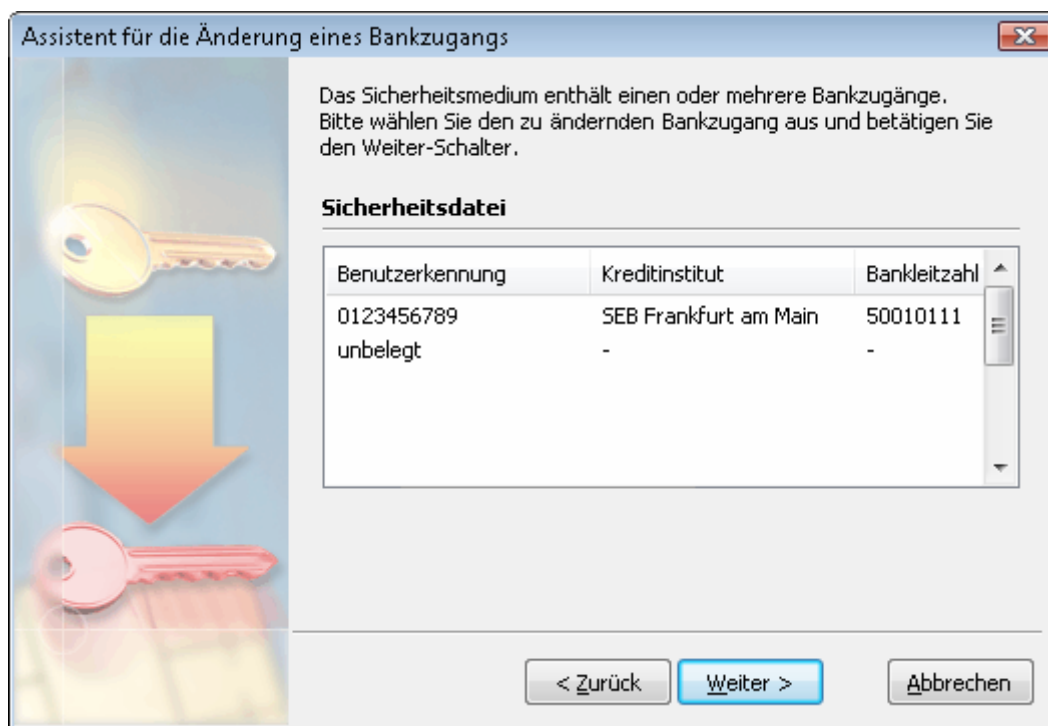 Assistent für die Änderung eines Bankzugangs
Das Sicherheitsmedium enthält einen oder mehrere Bankzugänge.
Bitte wählen Sie den zu ändernden Bankzugang aus und betätigen Sie
den Weiter-Schalter.
Sicherheitsdatei
Benutzerkennung Kreditinstitut Bankleitzahl
0123456789 SEB Frankfurt am Main 50010111
unbelegt - -
< Zurück Weiter > Abbrechen